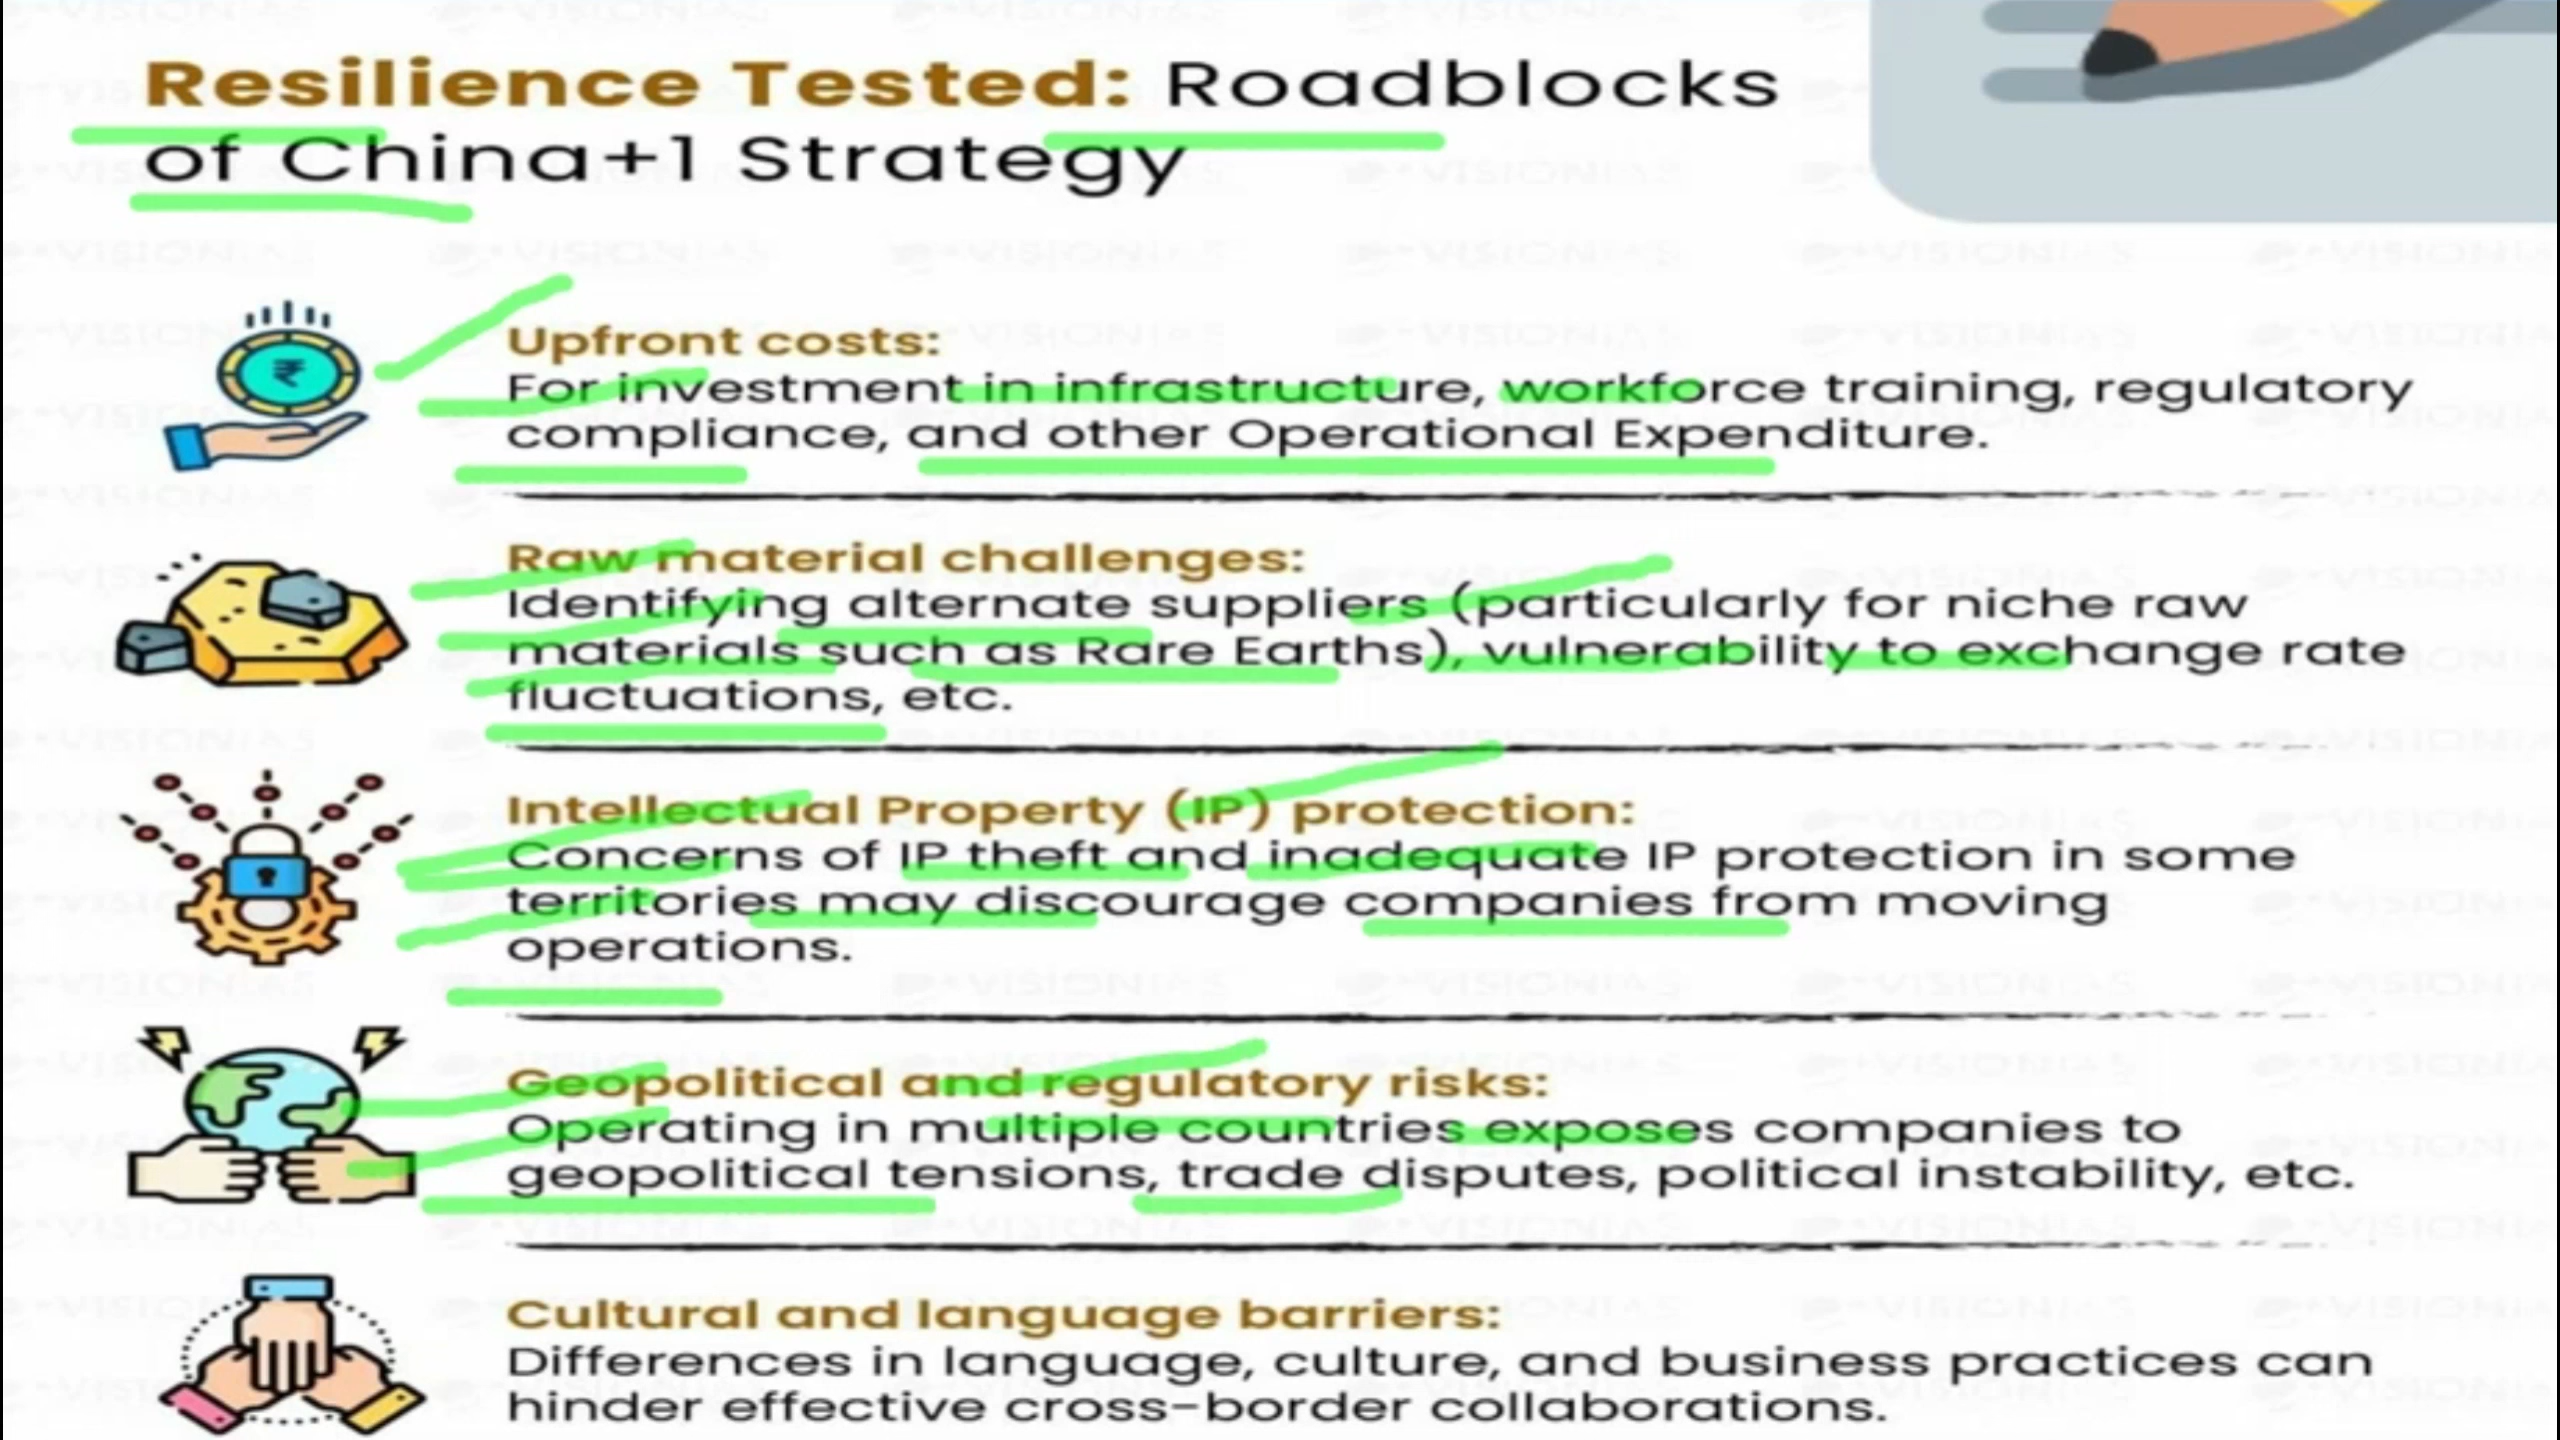 Resilience Tested: Roadblocks
of China+1 Strategy
Upfront costs:
For investment in infrastructure, workforce training, regulatory
compliance, and other Operational Expenditure.
Raw material challenges:
Identifying alternate suppliers (particularly for niche raw
materials such as Rare Earths), vulnerability to exchange rate
fluctuations, etc.
Intellectual Property (IP) protection:
Concerns of IP theft and inadequate IP protection in some
territories may discourage companies from moving
operations.
Geopolitical and regulatory risks:
Operating in multiple countries exposes companies to
geopolitical tensions, trade disputes, political instability, etc.
Cultural and language barriers:
Differences in language, culture, and business practices can
hinder effective cross-border collaborations.